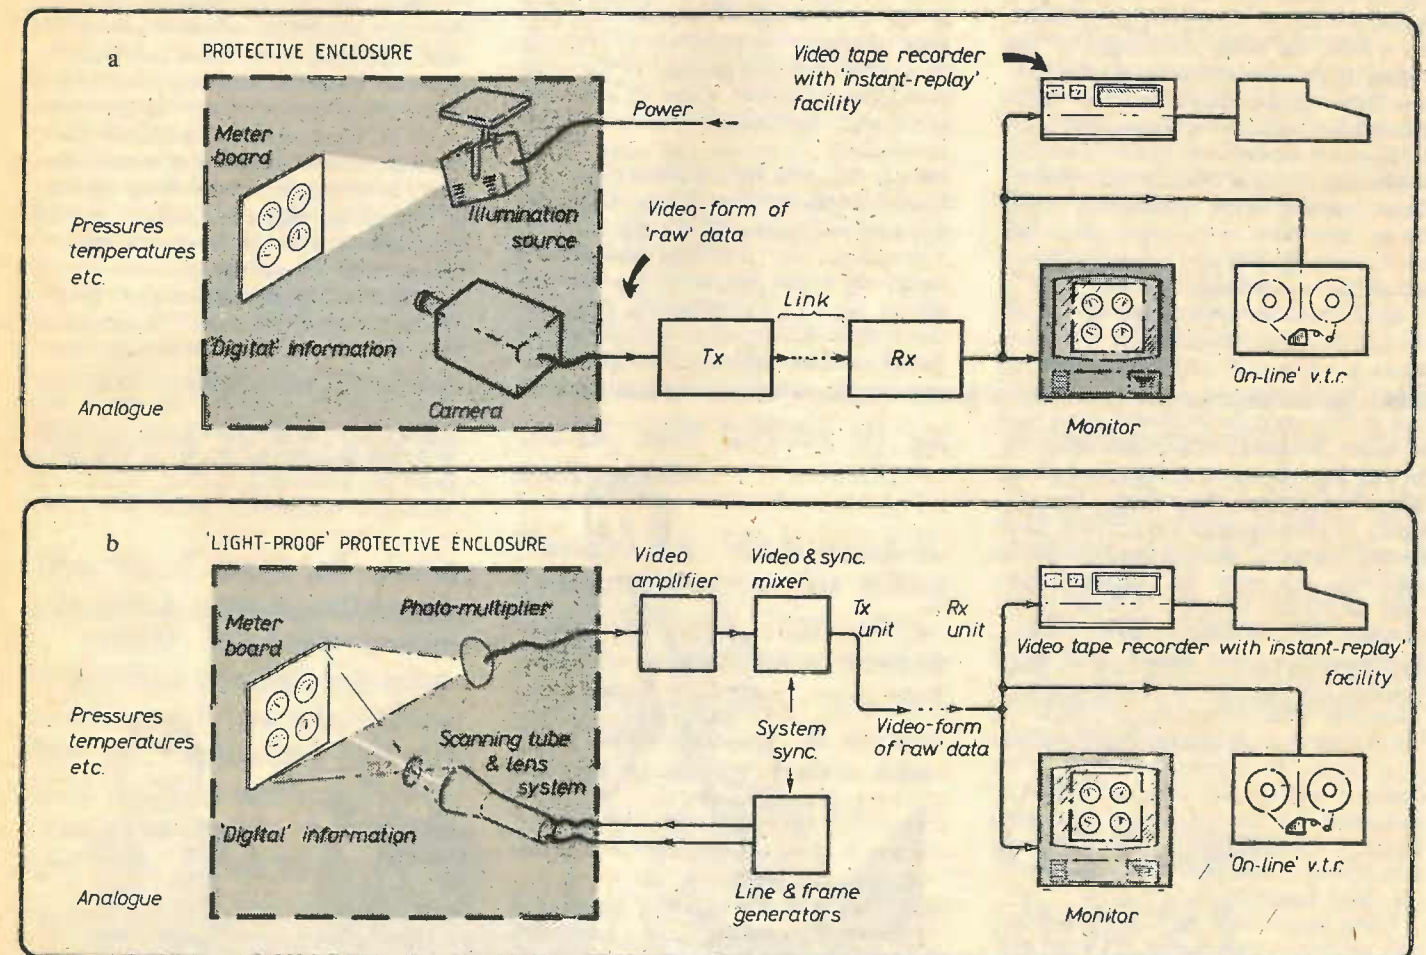 a
PROTECTIVE ENCLOSURE
Meter
board
Illumination
source
Power
Pressures
temperatures
etc.
'Digital' information
Analogue
Camera
Video-form of
'raw' data
Tx
Link
Rx
Video tape recorder
with 'instant-replay'
facility
'On-line' v.t.r.
Monitor
b
'LIGHT-PROOF' PROTECTIVE ENCLOSURE
Meter
board
Photo-multiplier
Pressures
temperatures
etc.
Scanning tube
& lens
system
'Digital' information
Analogue
Video
amplifier
Video & sync.
mixer
System
sync.
Line & frame
generators
Tx
unit
Rx
unit
Video-form
of 'raw' data
Video tape recorder with 'instant-replay'
facility
'On-line' v.t.r.
Monitor